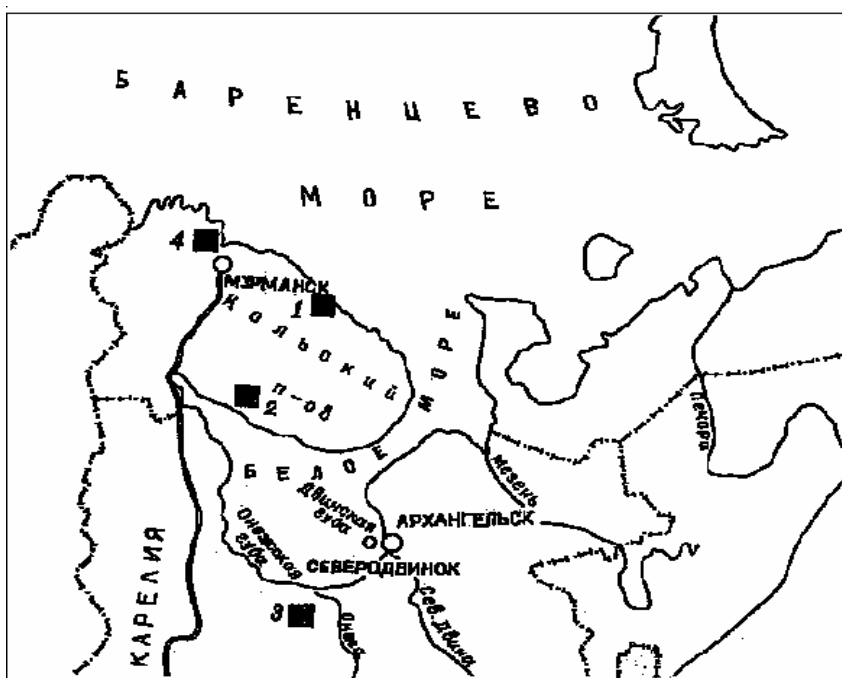 БАРЕНЦЕВО
МОРЕ
4
МУРМАНСК
1
Кольский
п-ов
2
БЕЛОЕ
МОРЕ
Печора
Мезень
Двинская
губа
АРХАНГЕЛЬСК
Онежская
губа
СЕВЕРОДВИНОК
КАРЕЛИЯ
3
Онега
Сев. Двина